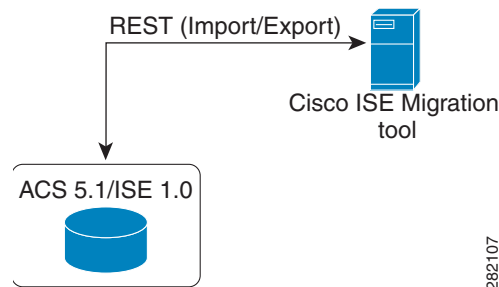 REST (Import/Export)
Cisco ISE Migration
tool
ACS 5.1/ISE 1.0
282107